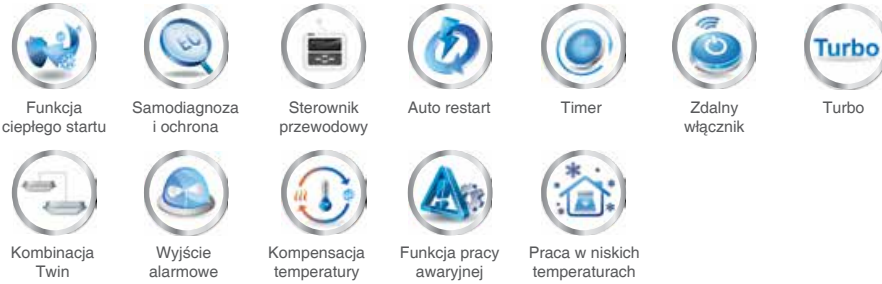 EC
Turbo
Funkcja
ciepłego startu
Samodiagnoza
i ochrona
Sterownik
przewodowy
Auto restart
Timer
Zdalny
włącznik
Turbo
Kombinacja
Twin
Wyjście
alarmowe
Kompensacja
temperatury
Funkcja pracy
awaryjnej
Praca w niskich
temperaturach